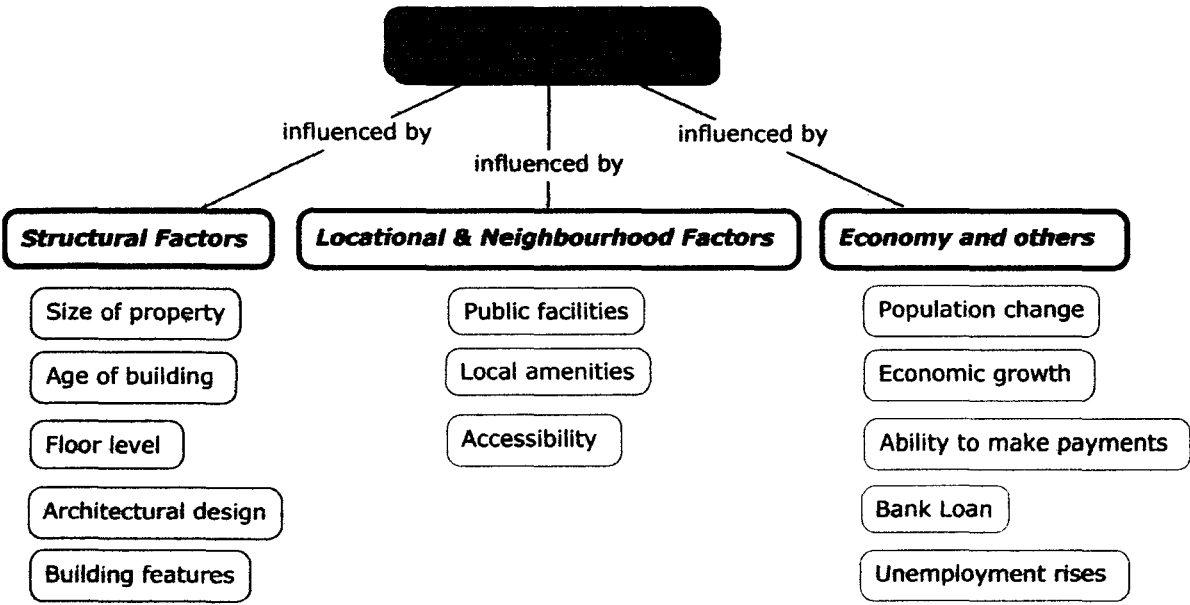 influenced by
influenced by
influenced by
Structural Factors
Locational & Neighbourhood Factors
Economy and others
Size of property
Age of building
Floor level
Architectural design
Building features
Public facilities
Local amenities
Accessibility
Population change
Economic growth
Ability to make payments
Bank Loan
Unemployment rises